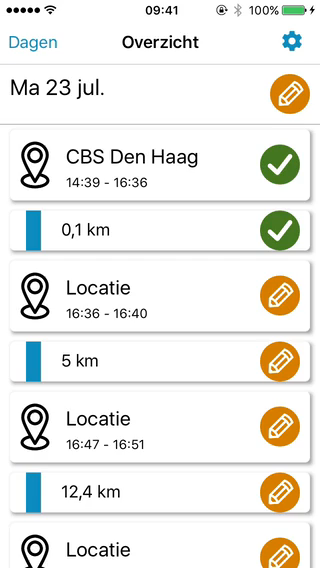 09:41
100%
Dagen
Overzicht
Ma 23 jul.
CBS Den Haag
14:39 - 16:36
0,1 km
Locatie
16:36 - 16:40
5 km
Locatie
16:47 - 16:51
12,4 km
Locatie